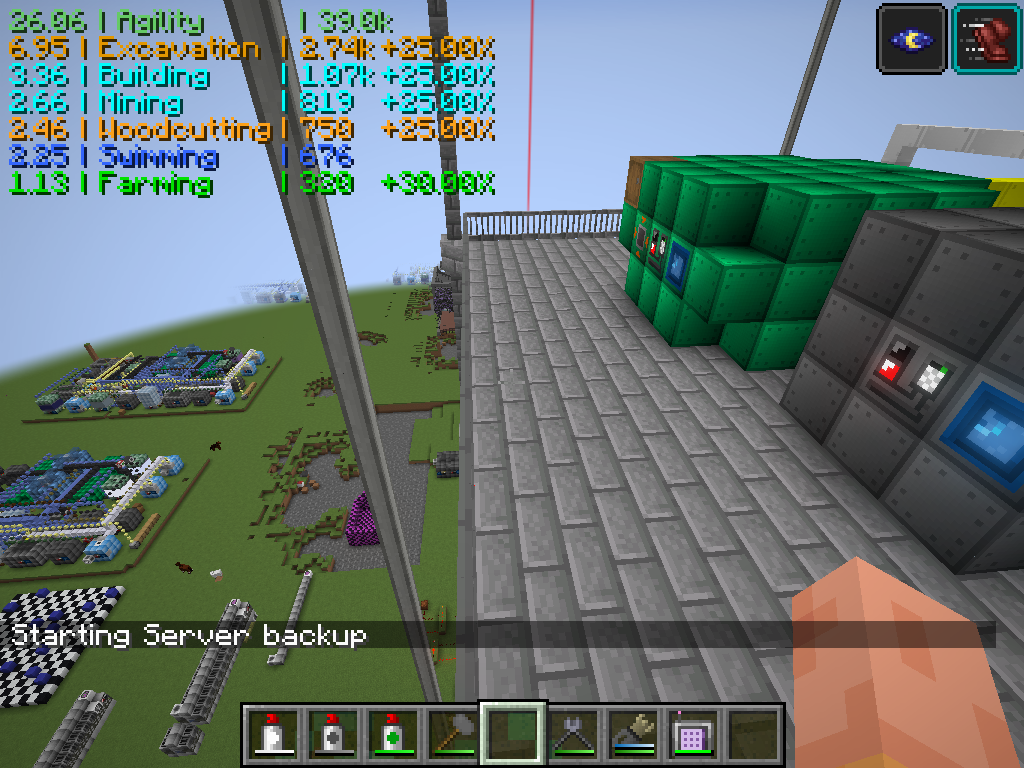 26.06 | Agility | 39.0k
6.95 | Excavation | 2.74k +25.00%
3.36 | Building | 1.07k +25.00%
2.66 | Mining | 819 +25.00%
2.46 | Woodcutting | 750 +25.00%
2.25 | Swimming | 676
1.13 | Farming | 320 +30.00%
Starting Server backup